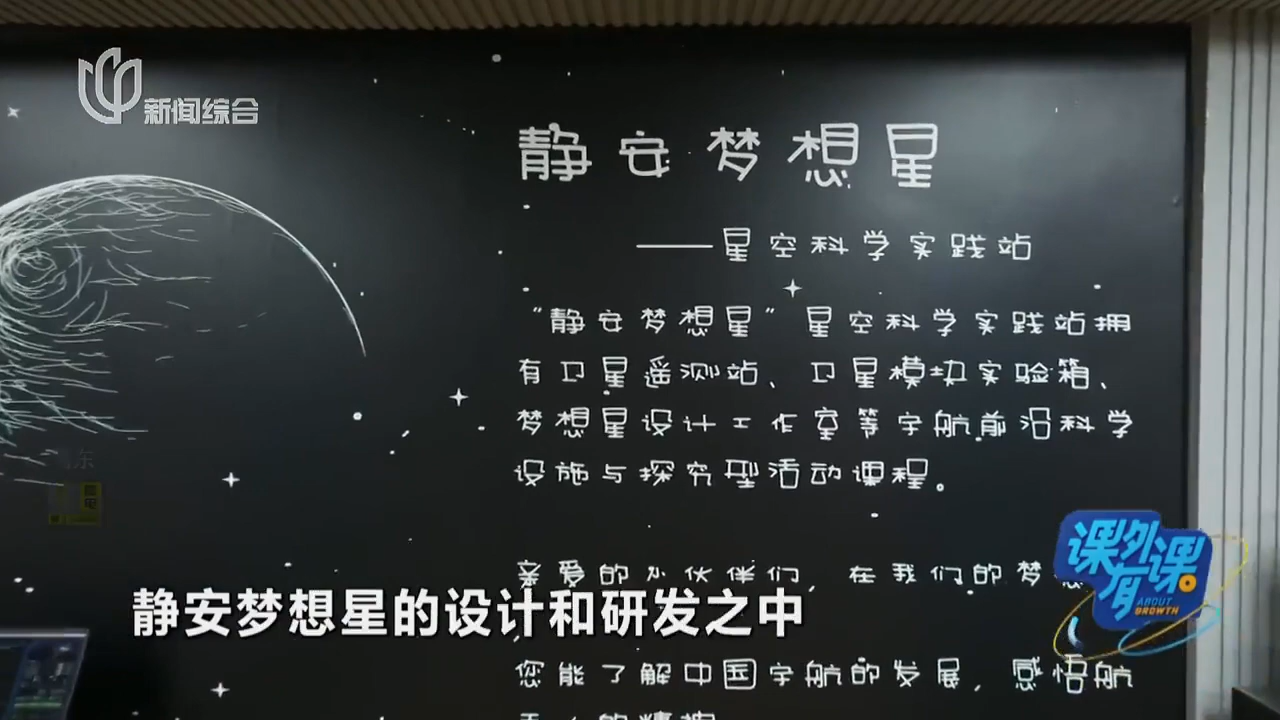 新闻综合
静安梦想星
——星空科学实践站
“静安梦想星”星空科学实践站拥
有卫星遥测站、卫星模块实验箱、
梦想星设计工作室等宇航前沿科学
设施与探究型活动课程。
亲爱的小伙伴们，在我们的梦
静安梦想星的设计和研发之中
您能了解中国宇航的发展，感悟航
课外有课
ABOUT
GROWTH